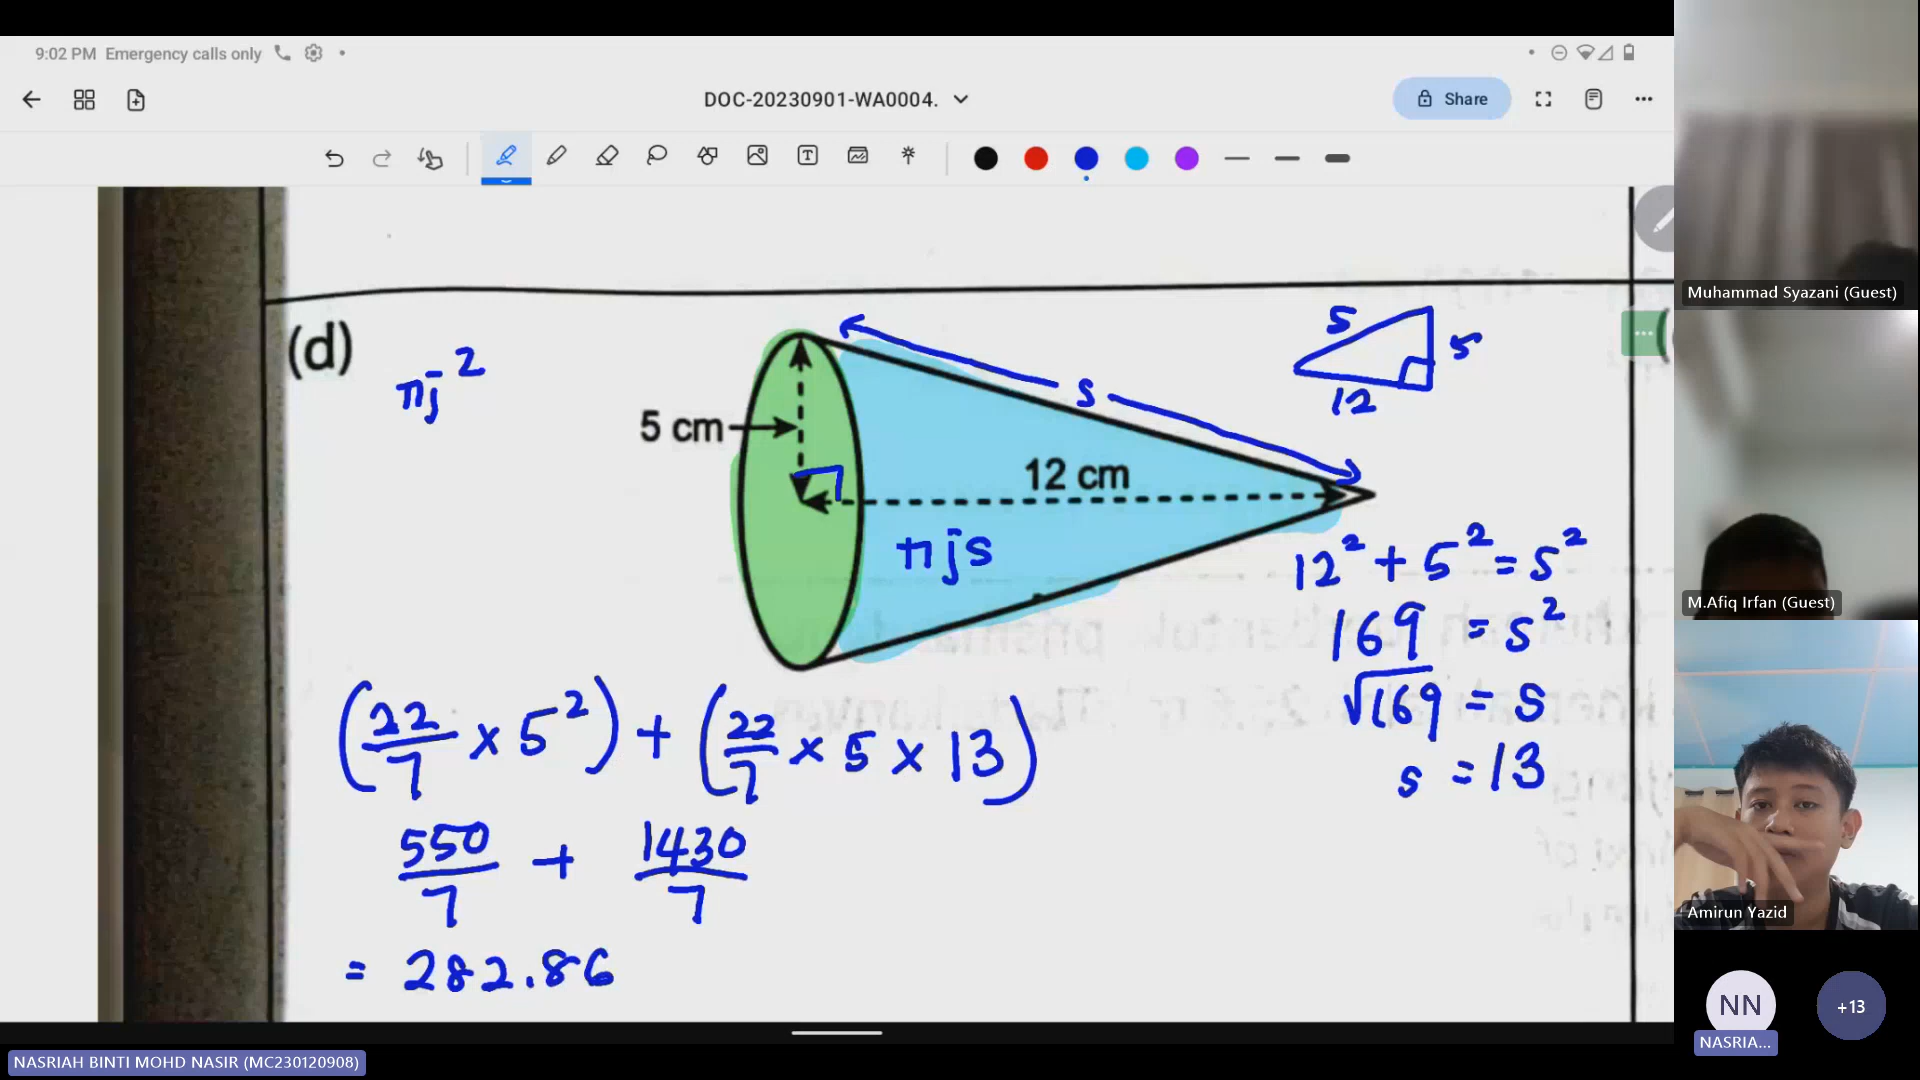 9:02 PM Emergency calls only
DOC-20230901-WA0004.
Share
(d)
πj²
5 cm
s
12 cm
πjs
s
5
12
12² + 5² = s²
169 = s²
√169 = s
s = 13
(22/7 × 5²) + (22/7 × 5 × 13)
550/7 + 1430/7
= 282.86
Muhammad Syazani (Guest)
M.Afiq Irfan (Guest)
Amirun Yazid
NN
+13
NASRIA...
NASRIAH BINTI MOHD NASIR (MC230120908)